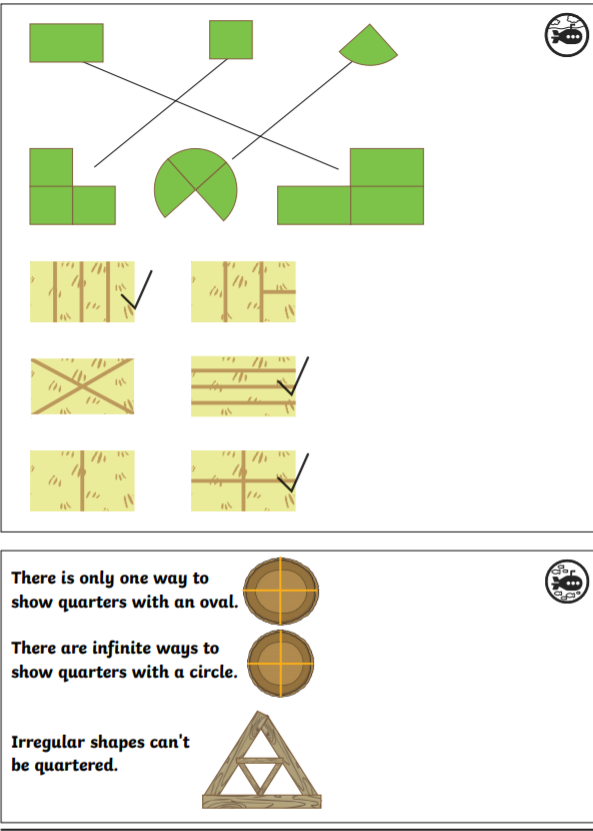 There is only one way to
show quarters with an oval.
There are infinite ways to
show quarters with a circle.
Irregular shapes can't
be quartered.